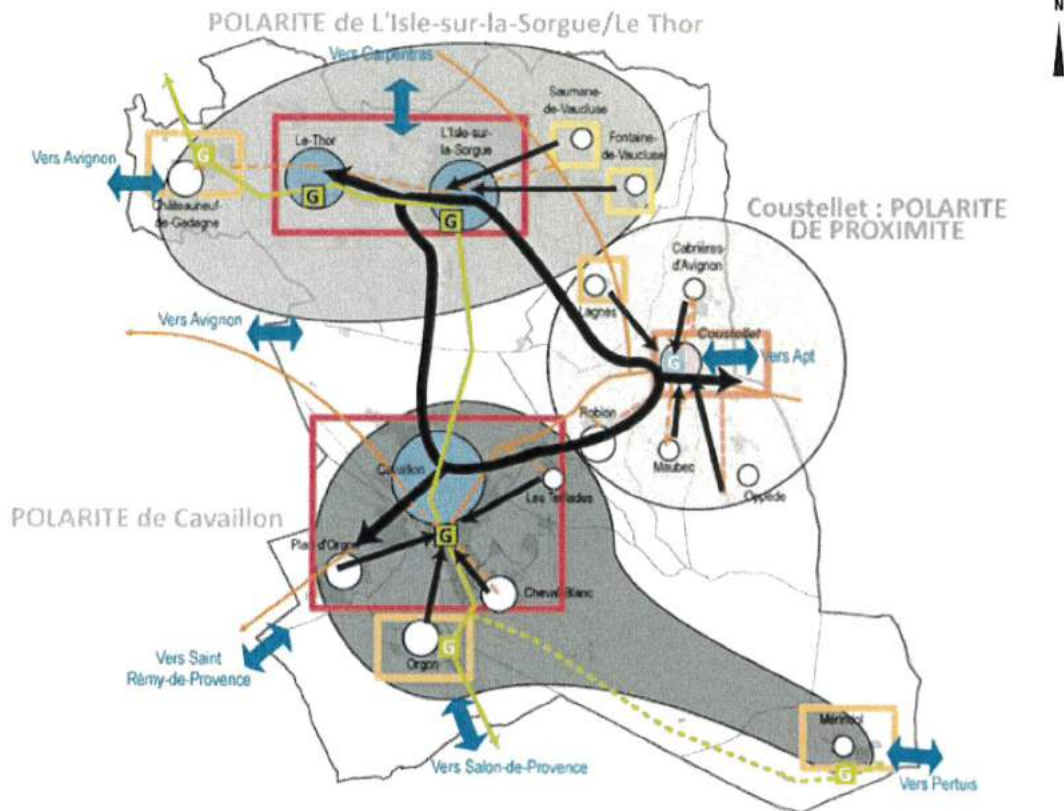 N
POLARITE de L'Isle-sur-la-Sorgue/Le Thor
Vers Carpentras
Saumane-
de-Vaucluse
Le-Thor
L'Isle-sur-
la-Sorgue
Fontaine-
de-Vaucluse
Vers Avignon
G
G
G
Châteauneuf-
de-Gadagne
Coustellet : POLARITE
DE PROXIMITE
Cabrières-
d'Avignon
Lagnes
Vers Avignon
Coustellet
G
Vers Apt
Robion
Maubec
Oppède
Cavaillon
Les Taillades
POLARITE de Cavaillon
G
Plan-d'Orgon
Cheval-Blanc
Orgon
G
Vers Saint
Rémy-de-Provence
Vers Salon-de-Provence
Mérindol
G
Vers Pertuis